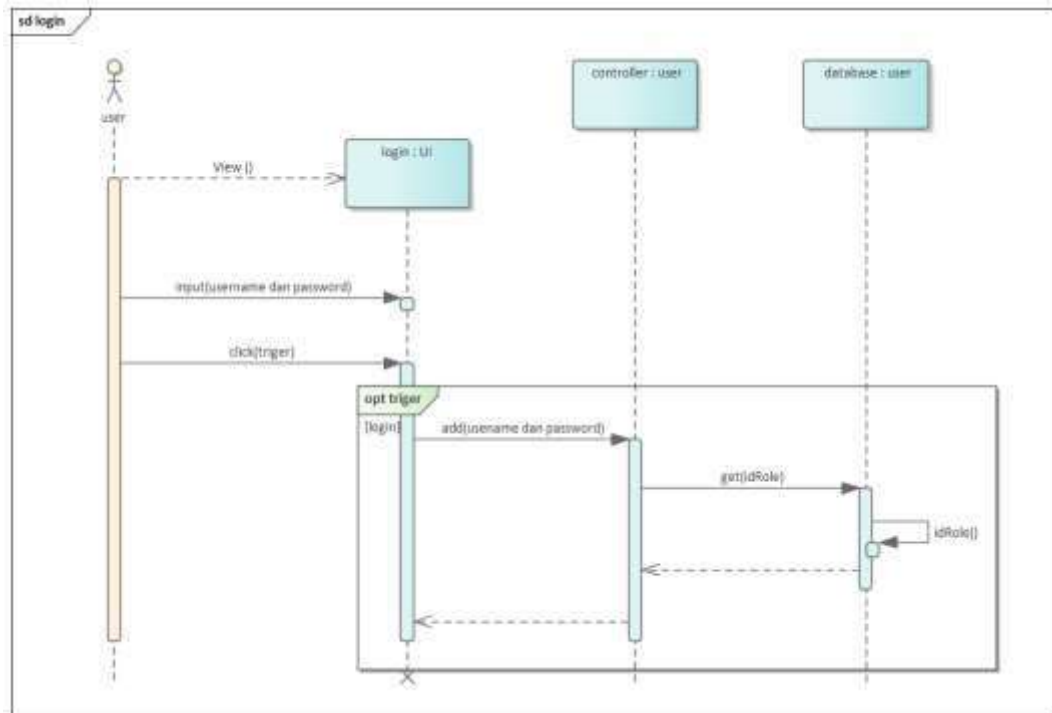 sd login
controller : user
database : user
user
login : UI
View ()
input(username dan password)
click(triger)
opt triger
[login]
add(usename dan password)
get(idRole)
idRole()